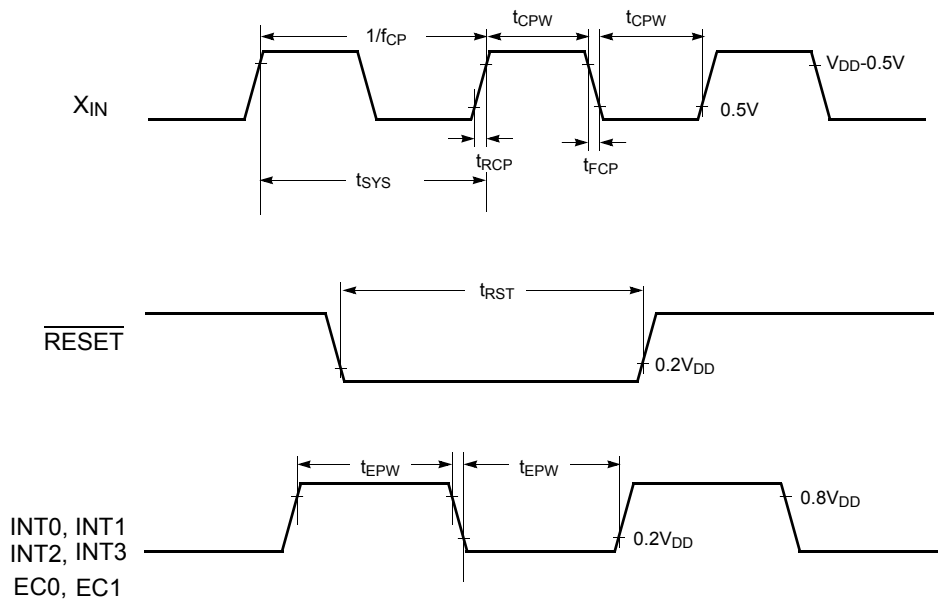 1/fCP
tCPW
tCPW
VDD-0.5V
XIN
0.5V
tRCP
tFCP
tSYS
tRST
RESET
0.2VDD
tEPW
tEPW
0.8VDD
INT0, INT1
0.2VDD
INT2, INT3
EC0, EC1